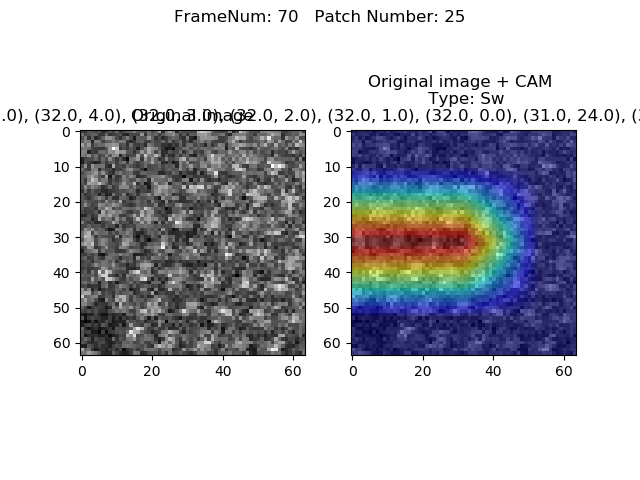 FrameNum: 70   Patch Number: 25
Original image + CAM
Type: Sw
.0), (32.0, 4.0), (32.0, 3.0), (32.0, 2.0), (32.0, 1.0), (32.0, 0.0), (31.0, 24.0), (3
Original image
0
10
20
30
40
50
60
0 20 40 60
0
10
20
30
40
50
60
0 20 40 60